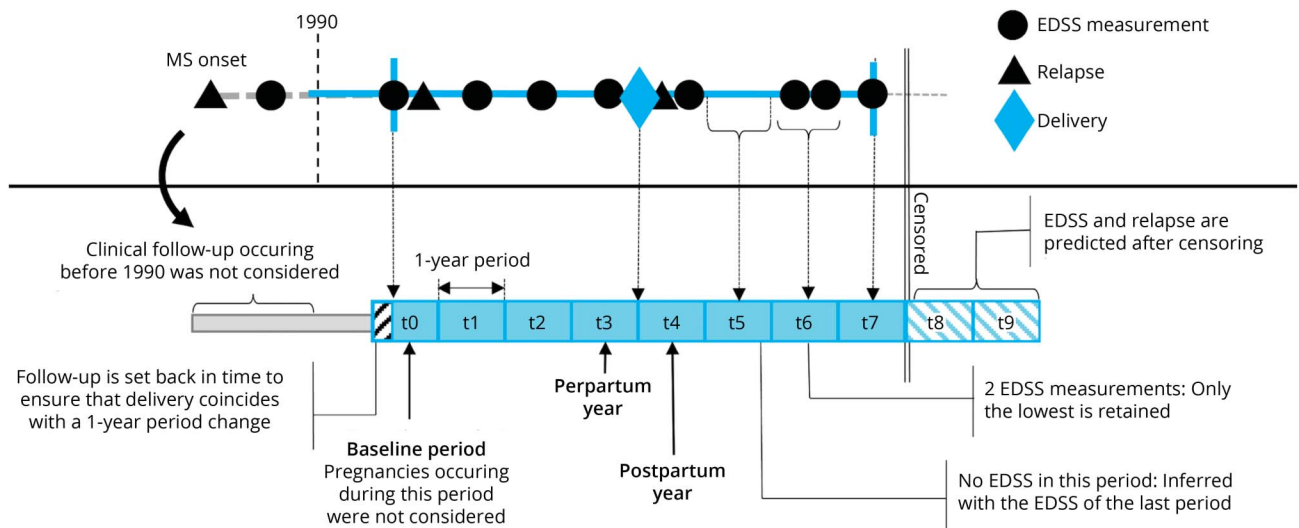 1990
MS onset
EDSS measurement
Relapse
Delivery
Clinical follow-up occuring
before 1990 was not considered
1-year period
Censored
EDSS and relapse are
predicted after censoring
t0
t1
t2
t3
t4
t5
t6
t7
t8
t9
Follow-up is set back in time to
ensure that delivery coincides
with a 1-year period change
Baseline period
Pregnancies occuring
during this period
were not considered
Perpartum
year
Postpartum
year
2 EDSS measurements: Only
the lowest is retained
No EDSS in this period: Inferred
with the EDSS of the last period